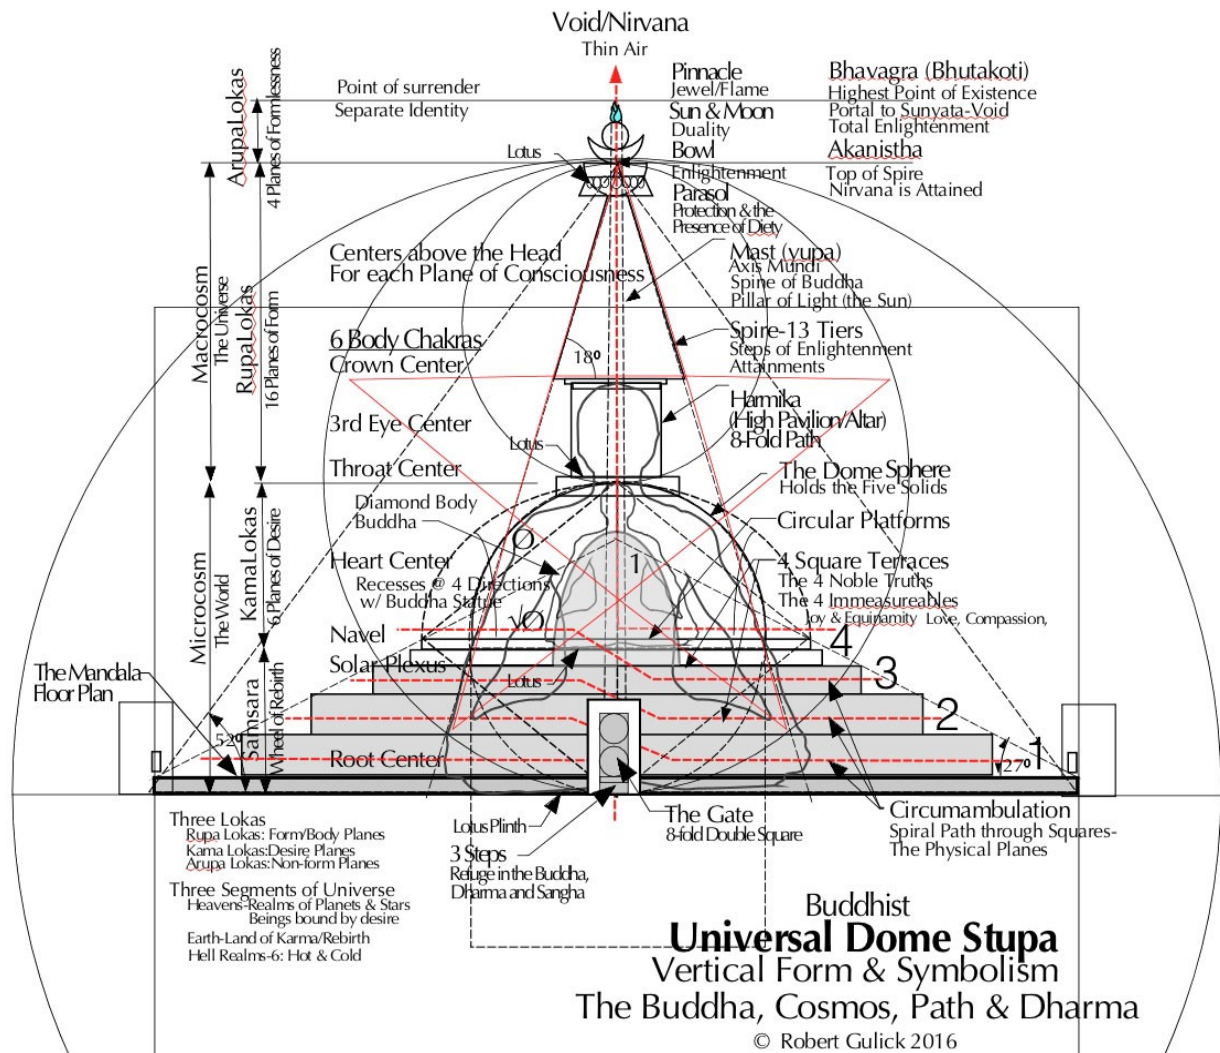 Void/Nirvana
Thin Air
Point of surrender
Separate Identity
ArupaLokas
4 Planes of Formlessness
Pinnacle
Jewel/Flame
Sun & Moon
Duality
Bowl
Enlightenment
Parasol
Protection & the
Presence of Diety
Bhavagra (Bhutakoti)
Highest Point of Existence
Portal to Sunyata-Void
Total Enlightenment
Akanistha
Top of Spire
Nirvana is Attained
Lotus
Centers above the Head
For each Plane of Consciousness
Mast (yupa)
Axis Mundi
Spine of Buddha
Pillar of Light (the Sun)
Macrocosm
The Universe
RupaLokas
16 Planes of Form
6 Body Chakras
Crown Center
18º
Spire-13 Tiers
Steps of Enlightenment
Attainments
3rd Eye Center
Harmika
(High Pavilion/Altar)
8-Fold Path
Lotus
Throat Center
The Dome Sphere
Holds the Five Solids
Diamond Body
Buddha
Circular Platforms
Microcosm
The World
KamaLokas
6 Planes of Desire
Heart Center
Recesses @ 4 Directions
w/ Buddha Statue
Ø
1
√Ø
4 Square Terraces
The 4 Noble Truths
The 4 Immeasureables
Joy & Equinamity Love, Compassion,
Navel
Solar Plexus
Lotus
4
3
2
1
The Mandala
Floor Plan
52º
Samsara
Wheel of Rebirth
Root Center
27º
Three Lokas
Rupa Lokas: Form/Body Planes
Kama Lokas:Desire Planes
Arupa Lokas:Non-form Planes
Three Segments of Universe
Heavens-Realms of Planets & Stars
Beings bound by desire
Earth-Land of Karma/Rebirth
Hell Realms-6: Hot & Cold
Lotus Plinth
3 Steps
Refuge in the Buddha,
Dharma and Sangha
The Gate
8-fold Double Square
Circumambulation
Spiral Path through Squares-
The Physical Planes
Buddhist
Universal Dome Stupa
Vertical Form & Symbolism
The Buddha, Cosmos, Path & Dharma
© Robert Gulick 2016